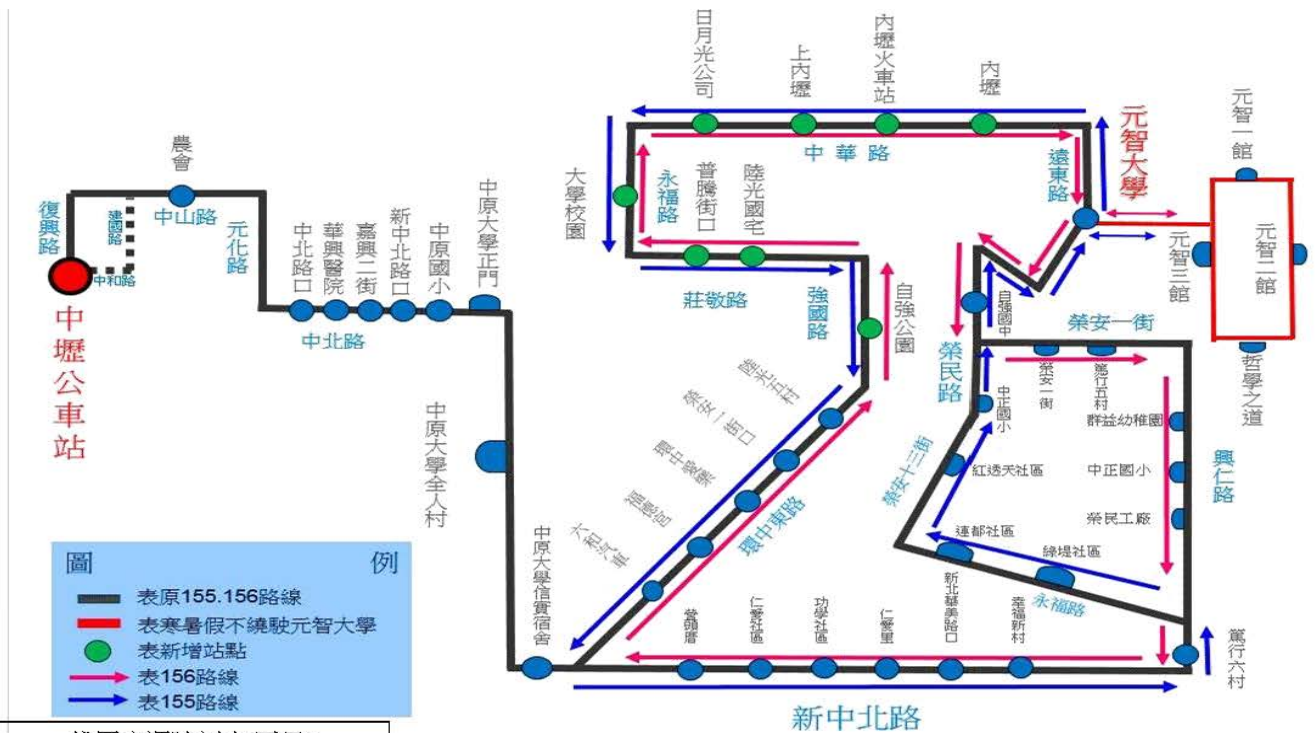 日月光公司
上內壢
內壢火車站
內壢
中華路
元智大學
元智一館
元智二館
元智三館
哲學之道
遠東路
農會
中山路
復興路
建國路
中和路
中壢公車站
元化路
中北路口
華興醫院
嘉興二街
新中北路口
中原國小
中原大學正門
中北路
大學校園
永福路
普騰街口
陸光國宅
莊敬路
強國路
自強公園
榮民路
自強國中
榮安一街
榮安一街
篤行五村
中正國小
群益幼稚園
中正國小
榮民工廠
興仁路
榮安十三街
紅透天社區
連都社區
綠堤社區
永福路
中原大學全人村
中原大學信實宿舍
陸光五村
榮安一街口
環中愛樂
福德宮
六和汽車
環中東路
營頭厝
仁愛社區
功學社區
仁愛里
新北華美路口
幸福新村
篤行六村
新中北路
圖 例
表原155.156路線
表寒暑假不繞駛元智大學
表新增站點
表156路線
表155路線